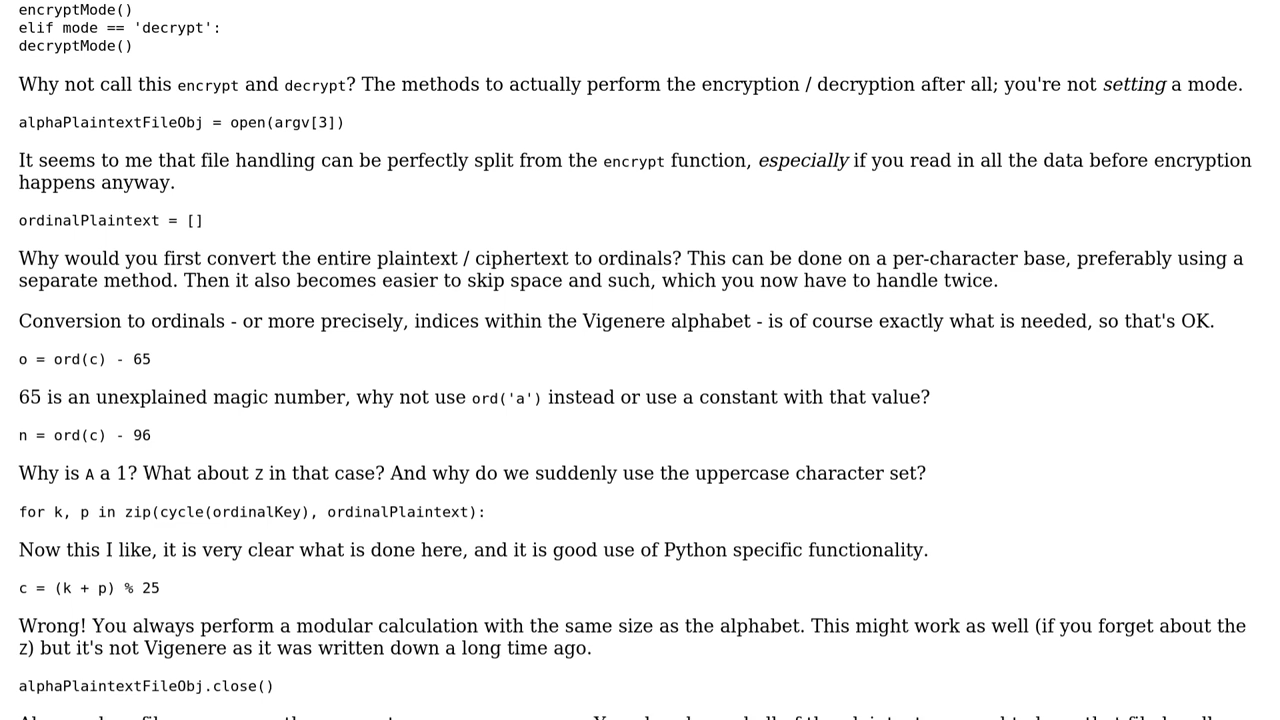 encryptMode()
elif mode == 'decrypt':
decryptMode()
Why not call this encrypt and decrypt? The methods to actually perform the encryption / decryption after all; you're not setting a mode.
alphaPlaintextFileObj = open(argv[3])
It seems to me that file handling can be perfectly split from the encrypt function, especially if you read in all the data before encryption
happens anyway.
ordinalPlaintext = []
Why would you first convert the entire plaintext / ciphertext to ordinals? This can be done on a per-character base, preferably using a
separate method. Then it also becomes easier to skip space and such, which you now have to handle twice.
Conversion to ordinals - or more precisely, indices within the Vigenere alphabet - is of course exactly what is needed, so that's OK.
o = ord(c) - 65
65 is an unexplained magic number, why not use ord('a') instead or use a constant with that value?
n = ord(c) - 96
Why is A a 1? What about Z in that case? And why do we suddenly use the uppercase character set?
for k, p in zip(cycle(ordinalKey), ordinalPlaintext):
Now this I like, it is very clear what is done here, and it is good use of Python specific functionality.
c = (k + p) % 25
Wrong! You always perform a modular calculation with the same size as the alphabet. This might work as well (if you forget about the
Z) but it's not Vigenere as it was written down a long time ago.
alphaPlaintextFileObj.close()